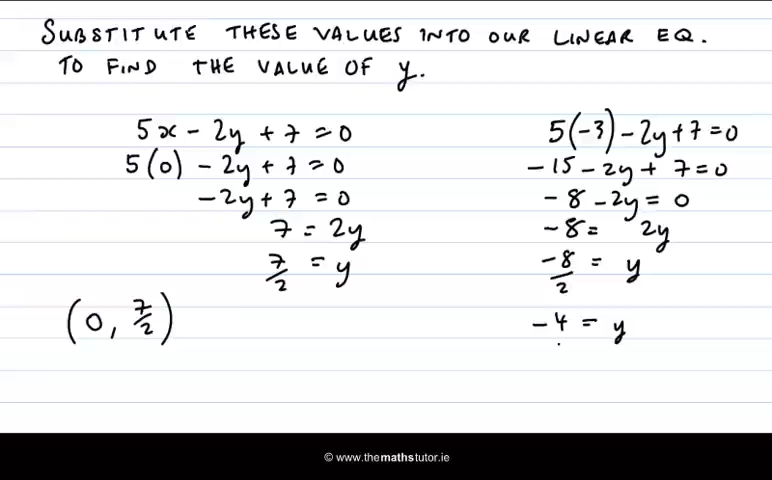 SUBSTITUTE THESE VALUES INTO OUR LINEAR EQ.
TO FIND THE VALUE OF y.
5x - 2y + 7 = 0
5(0) - 2y + 7 = 0
-2y + 7 = 0
7 = 2y
7/2 = y
(0, 7/2)
5(-3) - 2y + 7 = 0
-15 - 2y + 7 = 0
-8 - 2y = 0
-8 = 2y
-8/2 = y
-4 = y
© www.themathstutor.ie